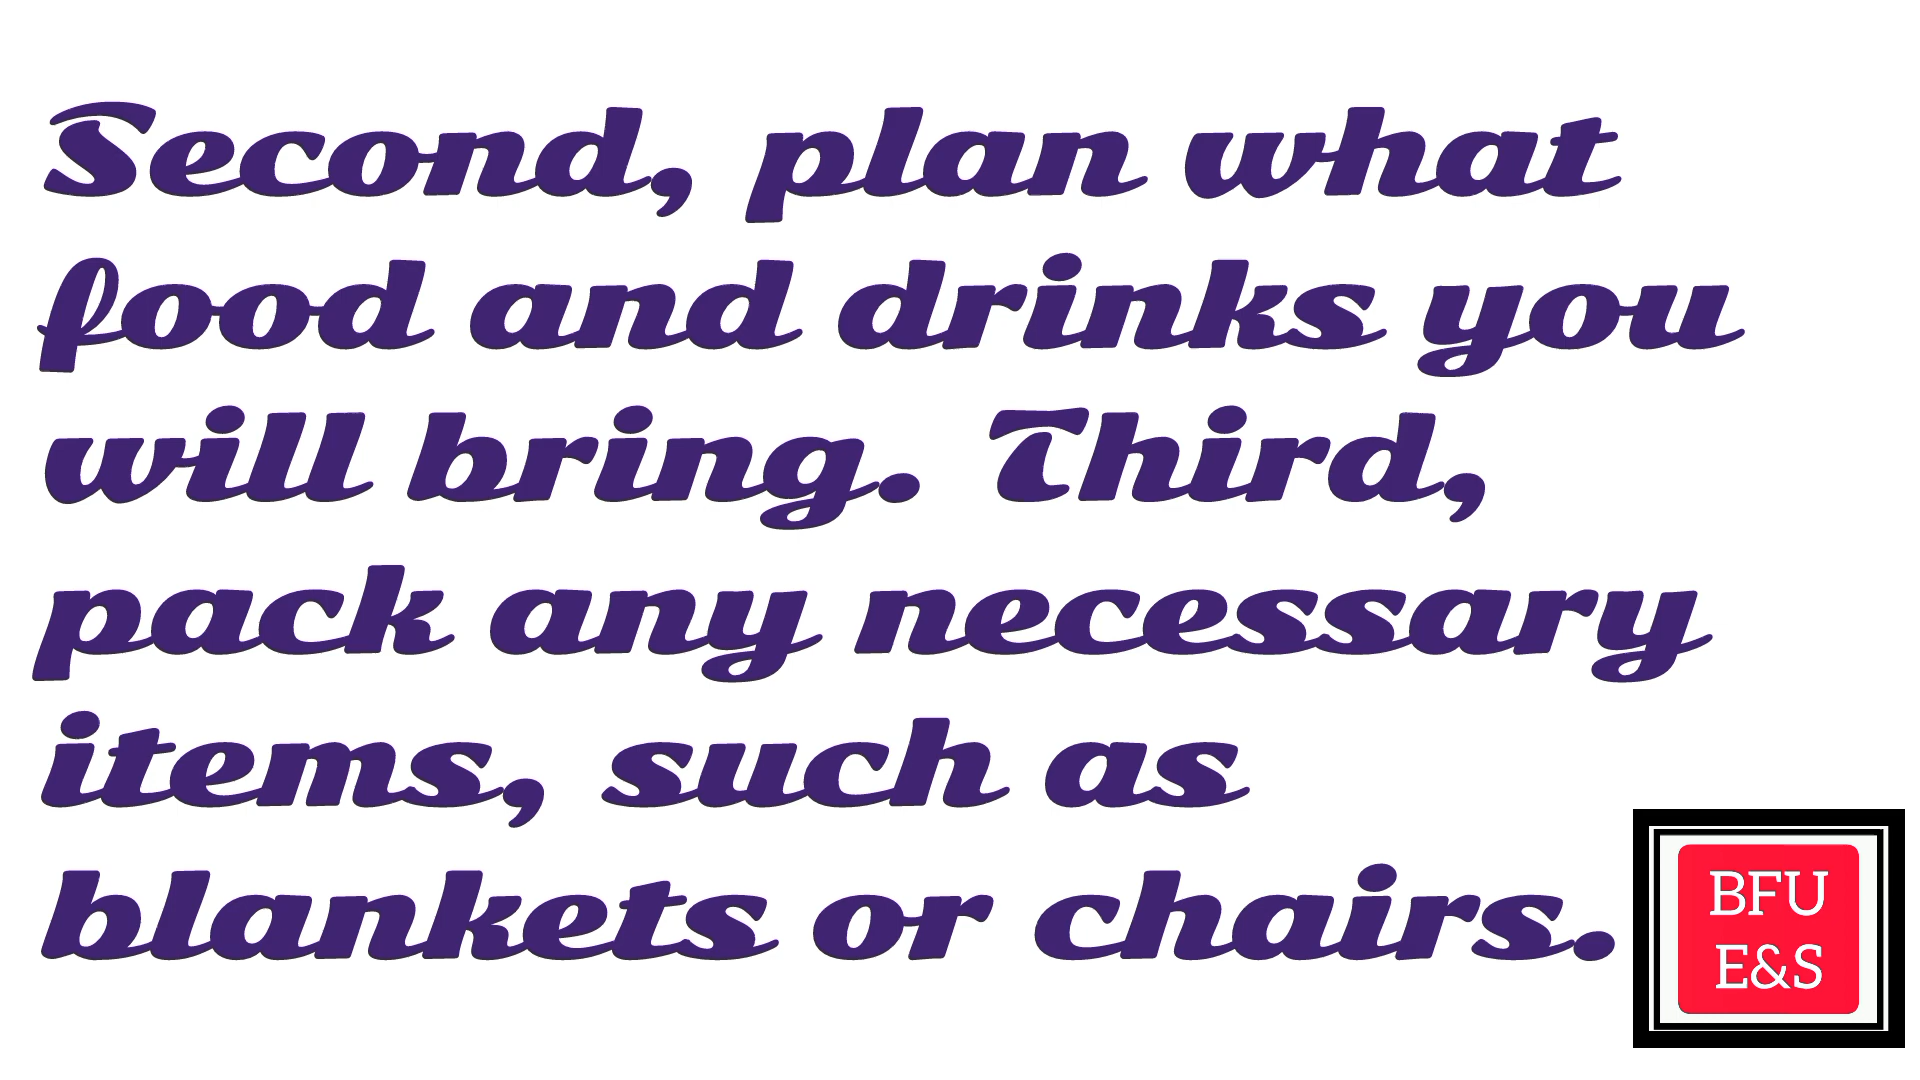 Second, plan what
food and drinks you
will bring. Third,
pack any necessary
items, such as
blankets or chairs.
BFU
E&S